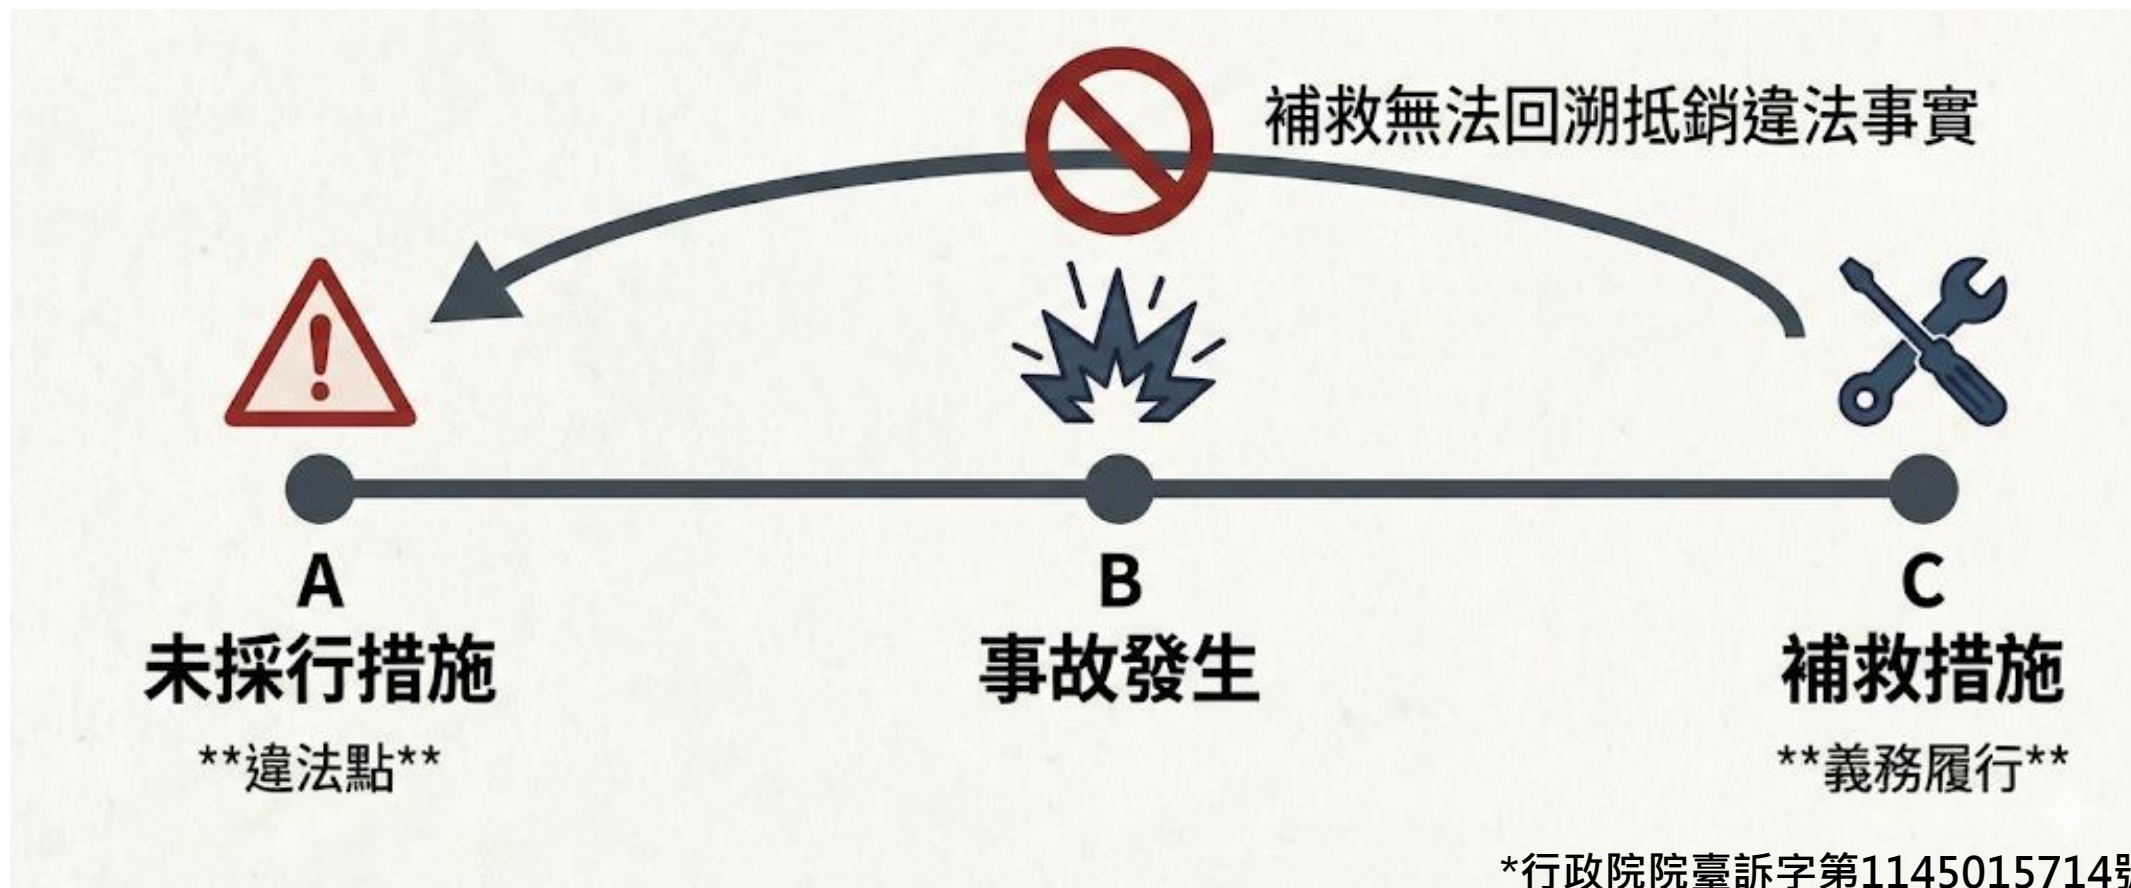 補救無法回溯抵銷違法事實
A
未採行措施
**違法點**
B
事故發生
C
補救措施
**義務履行**
*行政院院臺訴字第1145015714號